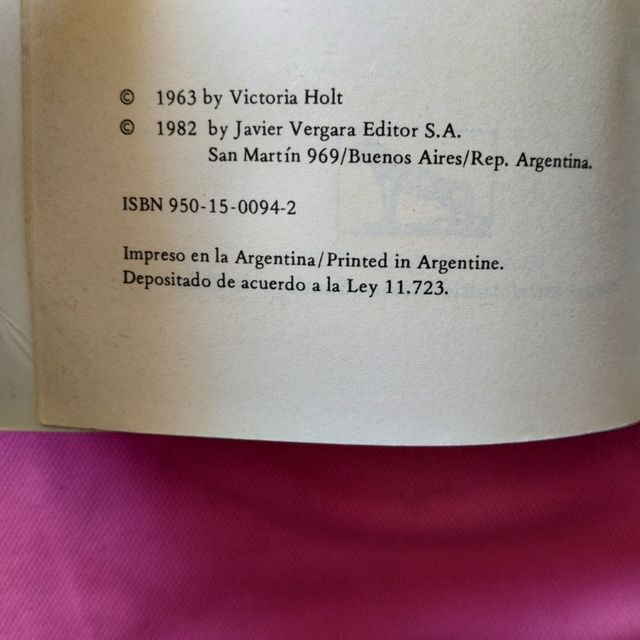 © 1963 by Victoria Holt
© 1982 by Javier Vergara Editor S.A.
San Martín 969/Buenos Aires/Rep. Argentina.
ISBN 950-15-0094-2
Impreso en la Argentina/Printed in Argentine.
Depositado de acuerdo a la Ley 11.723.